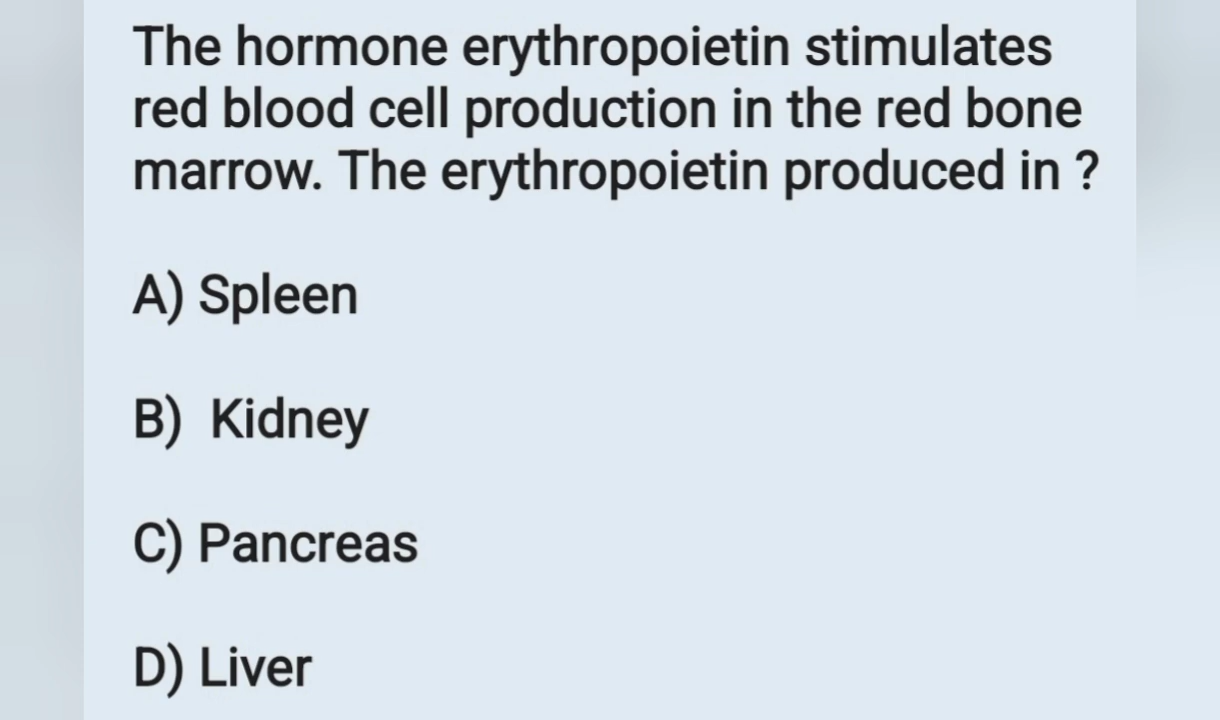 The hormone erythropoietin stimulates
red blood cell production in the red bone
marrow. The erythropoietin produced in ?
A) Spleen
B) Kidney
C) Pancreas
D) Liver